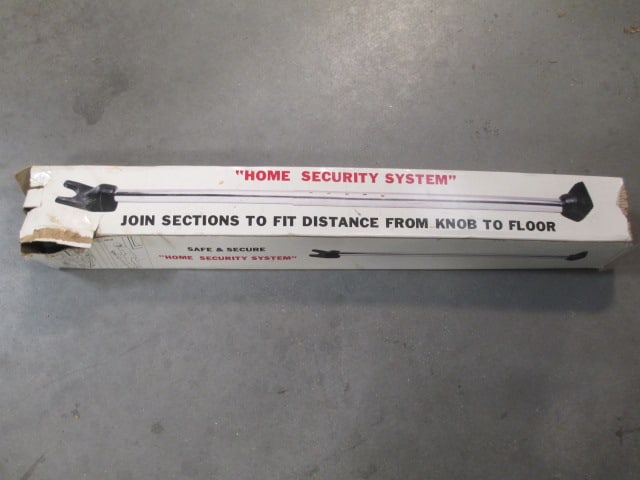 "HOME SECURITY SYSTEM"
JOIN SECTIONS TO FIT DISTANCE FROM KNOB TO FLOOR
SAFE & SECURE
"HOME SECURITY SYSTEM"